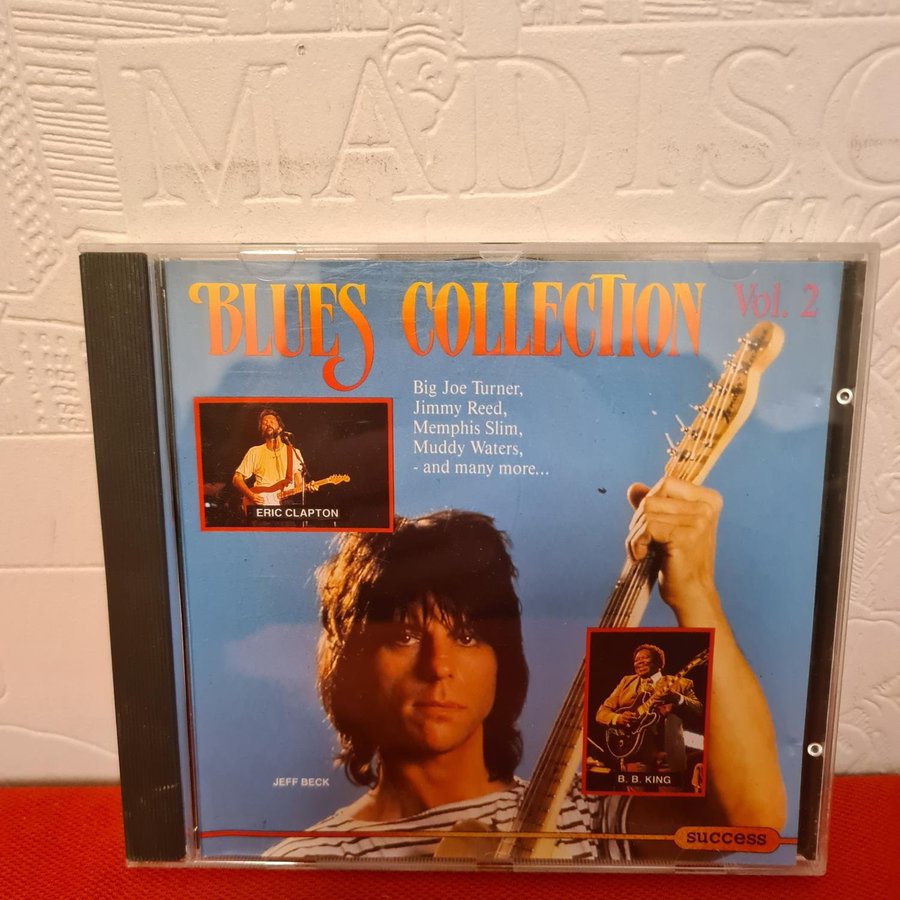 MADISO
BLUES COLLECTION Vol. 2
Big Joe Turner,
Jimmy Reed,
Memphis Slim,
Muddy Waters,
- and many more...
ERIC CLAPTON
JEFF BECK
B. B. KING
success